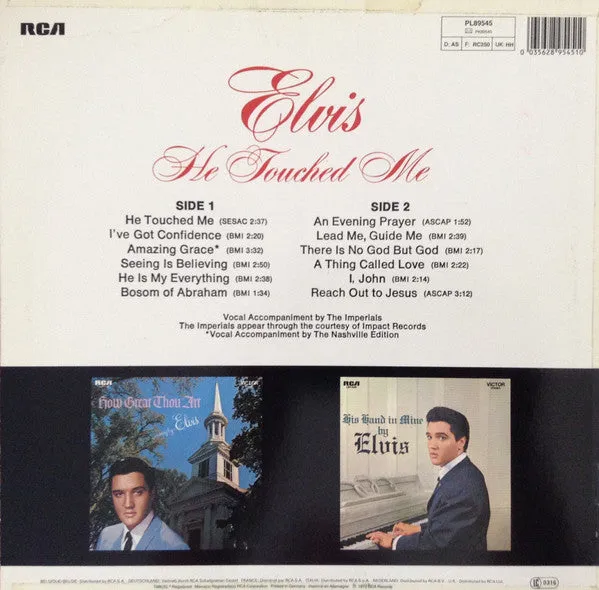 RCA
PL89545
D: AS F: RC250 UK: HH
0 035628 954510
Elvis
He Touched Me
SIDE 1
He Touched Me (SESAC 2:37)
I've Got Confidence (BMI 2:20)
Amazing Grace* (BMI 3:32)
Seeing Is Believing (BMI 2:50)
He Is My Everything (BMI 2:38)
Bosom of Abraham (BMI 1:34)
SIDE 2
An Evening Prayer (ASCAP 1:52)
Lead Me, Guide Me (BMI 2:39)
There Is No God But God (BMI 2:17)
A Thing Called Love (BMI 2:22)
I, John (BMI 2:14)
Reach Out to Jesus (ASCAP 3:12)
Vocal Accompaniment by The Imperials
The Imperials appear through the courtesy of Impact Records
*Vocal Accompaniment by The Nashville Edition
RCA
How Great Thou Art
Elvis
RCA
VICTOR
His Hand in Mine
by
Elvis
0316